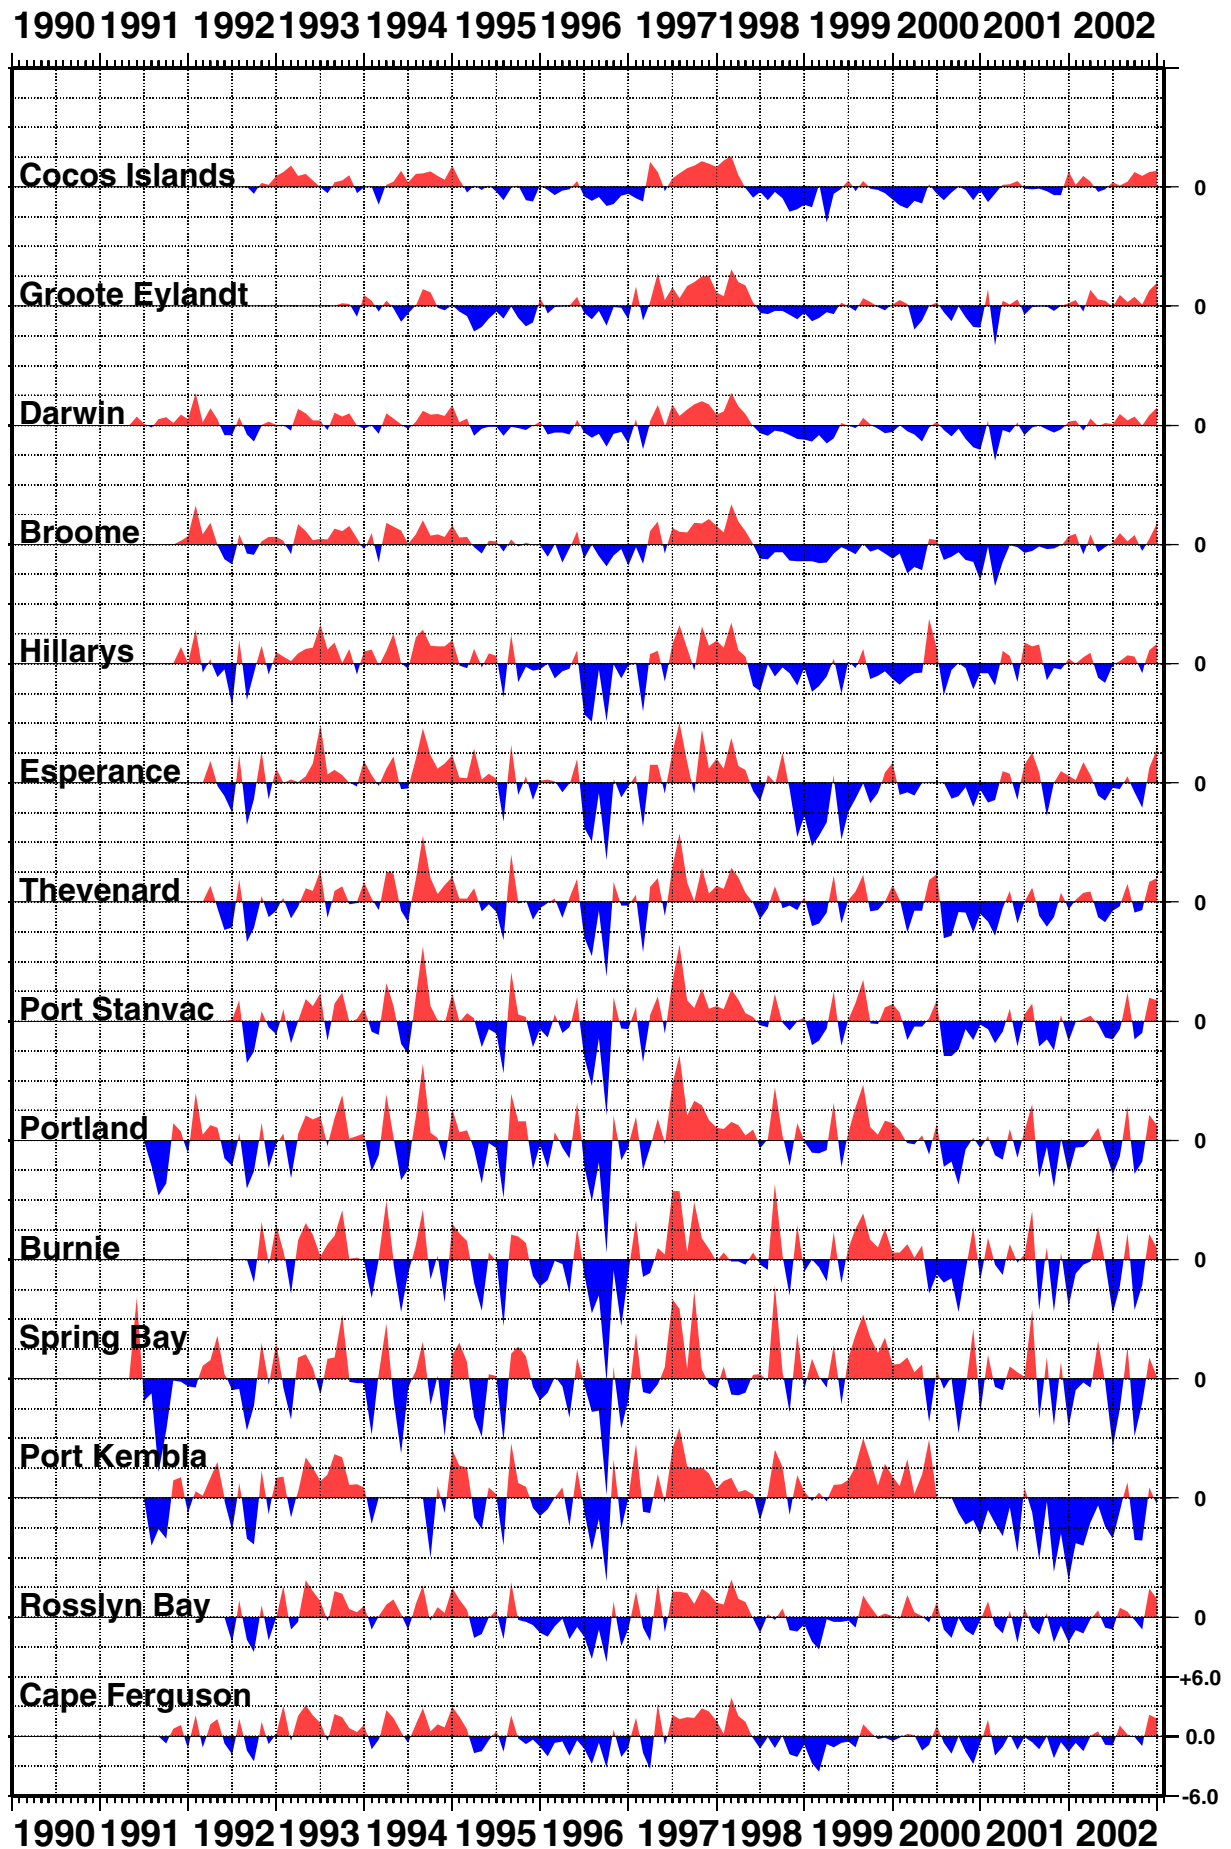 1990 1991 1992 1993 1994 1995 1996 1997 1998 1999 2000 2001 2002
Cocos Islands 0
Groote Eylandt 0
Darwin 0
Broome 0
Hillarys 0
Esperance 0
Thevenard 0
Port Stanvac 0
Portland 0
Burnie 0
Spring Bay 0
Port Kembla 0
Rosslyn Bay 0
+6.0
Cape Ferguson
0.0
-6.0
1990 1991 1992 1993 1994 1995 1996 1997 1998 1999 2000 2001 2002